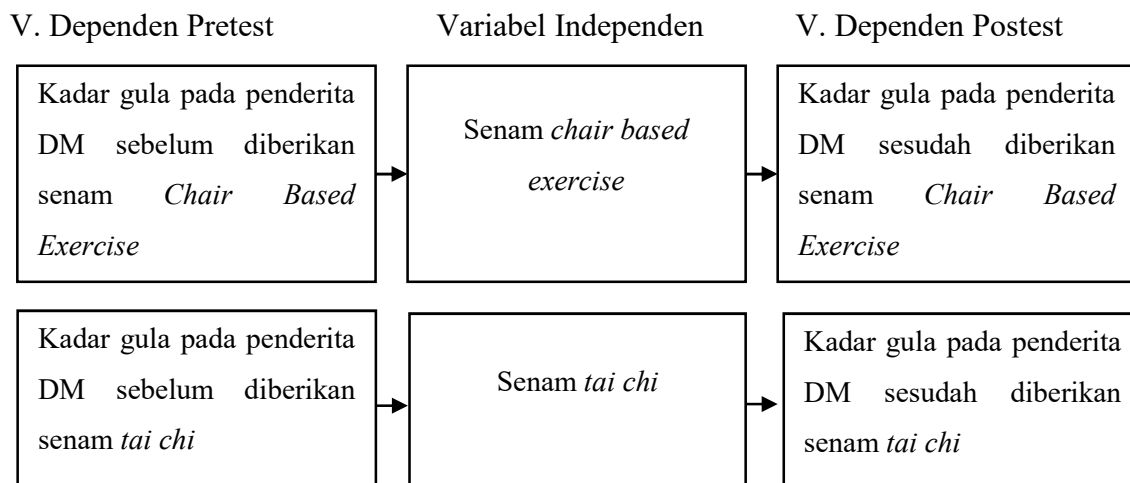 V. Dependen Pretest
Variabel Independen
V. Dependen Postest
Kadar gula pada penderita
DM sebelum diberikan
senam Chair Based
Exercise
Senam chair based
exercise
Kadar gula pada penderita
DM sesudah diberikan
senam Chair Based
Exercise
Kadar gula pada penderita
DM sebelum diberikan
senam tai chi
Senam tai chi
Kadar gula pada penderita
DM sesudah diberikan
senam tai chi